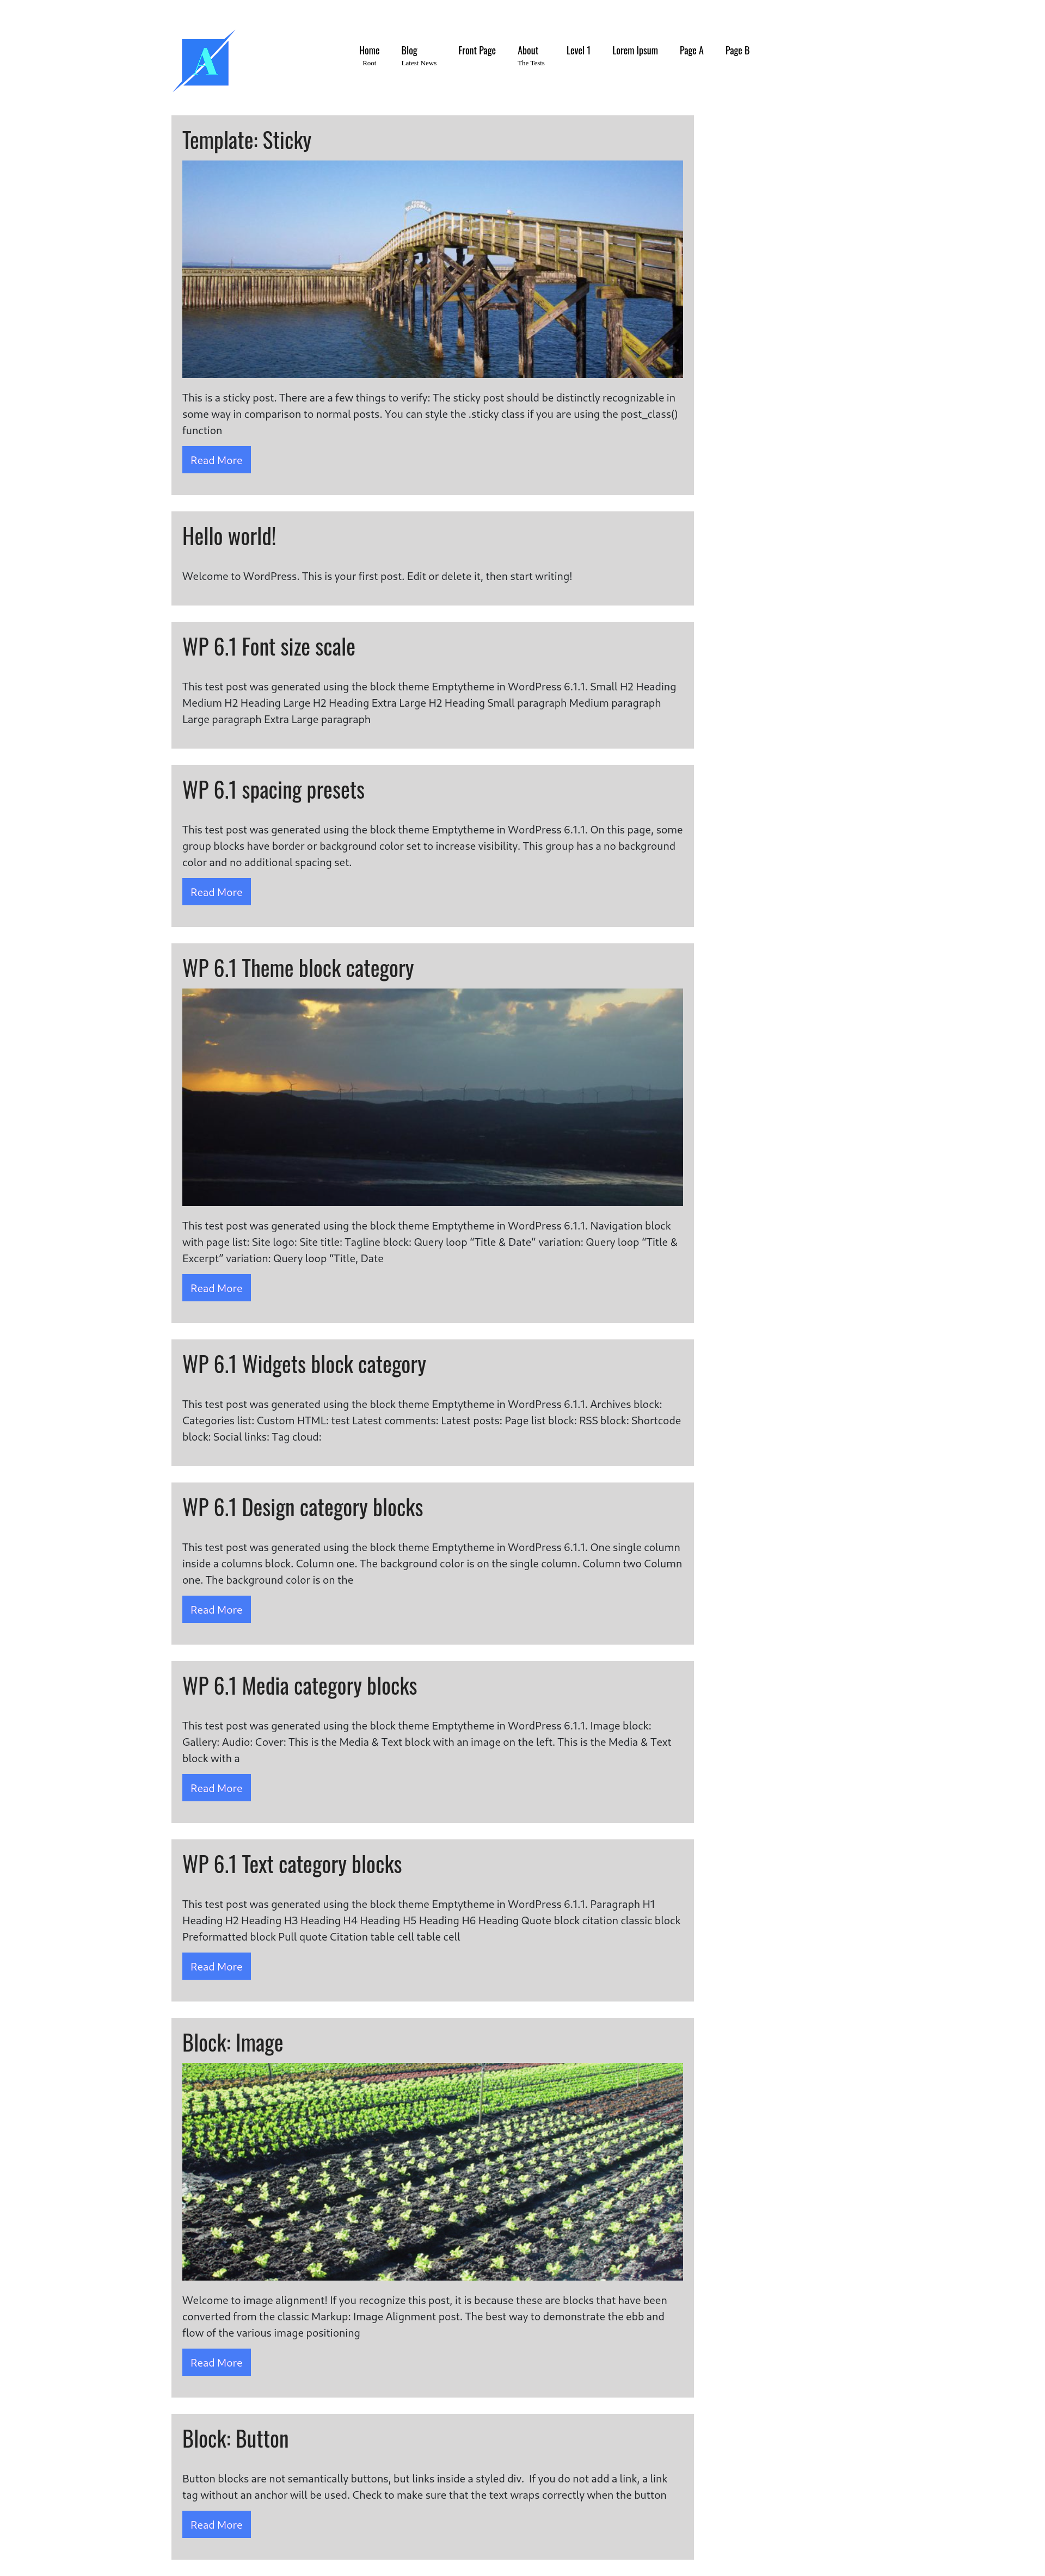 A
Home
Root
Blog
Latest News
Front Page
About
The Tests
Level 1
Lorem Ipsum
Page A
Page B
Template: Sticky
This is a sticky post. There are a few things to verify: The sticky post should be distinctly recognizable in
some way in comparison to normal posts. You can style the .sticky class if you are using the post_class()
function
Read More
Hello world!
Welcome to WordPress. This is your first post. Edit or delete it, then start writing!
WP 6.1 Font size scale
This test post was generated using the block theme Emptytheme in WordPress 6.1.1. Small H2 Heading
Medium H2 Heading Large H2 Heading Extra Large H2 Heading Small paragraph Medium paragraph
Large paragraph Extra Large paragraph
WP 6.1 spacing presets
This test post was generated using the block theme Emptytheme in WordPress 6.1.1. On this page, some
group blocks have border or background color set to increase visibility. This group has a no background
color and no additional spacing set.
Read More
WP 6.1 Theme block category
This test post was generated using the block theme Emptytheme in WordPress 6.1.1. Navigation block
with page list: Site logo: Site title: Tagline block: Query loop “Title & Date” variation: Query loop “Title &
Excerpt” variation: Query loop “Title, Date
Read More
WP 6.1 Widgets block category
This test post was generated using the block theme Emptytheme in WordPress 6.1.1. Archives block:
Categories list: Custom HTML: test Latest comments: Latest posts: Page list block: RSS block: Shortcode
block: Social links: Tag cloud:
WP 6.1 Design category blocks
This test post was generated using the block theme Emptytheme in WordPress 6.1.1. One single column
inside a columns block. Column one. The background color is on the single column. Column two Column
one. The background color is on the
Read More
WP 6.1 Media category blocks
This test post was generated using the block theme Emptytheme in WordPress 6.1.1. Image block:
Gallery: Audio: Cover: This is the Media & Text block with an image on the left. This is the Media & Text
block with a
Read More
WP 6.1 Text category blocks
This test post was generated using the block theme Emptytheme in WordPress 6.1.1. Paragraph H1
Heading H2 Heading H3 Heading H4 Heading H5 Heading H6 Heading Quote block citation classic block
Preformatted block Pull quote Citation table cell table cell
Read More
Block: Image
Welcome to image alignment! If you recognize this post, it is because these are blocks that have been
converted from the classic Markup: Image Alignment post. The best way to demonstrate the ebb and
flow of the various image positioning
Read More
Block: Button
Button blocks are not semantically buttons, but links inside a styled div.  If you do not add a link, a link
tag without an anchor will be used. Check to make sure that the text wraps correctly when the button
Read More